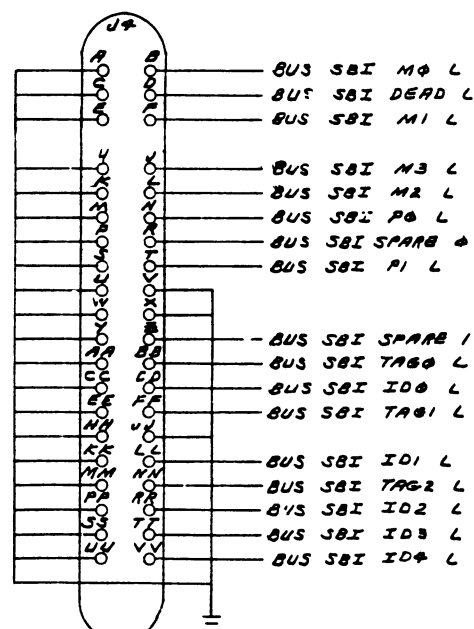 J4
A B BUS SBI M0 L
C D BUS SBI DEAD L
E F BUS SBI M1 L
J BUS SBI M3 L
K L BUS SBI M2 L
M N BUS SBI P0 L
P R BUS SBI SPARE 0
S T BUS SBI P1 L
U V
W X
Y Z BUS SBI SPARE 1
AA BB BUS SBI TAG0 L
CC DD BUS SBI ID0 L
EE FF BUS SBI TAG1 L
HH JJ
KK LL BUS SBI ID1 L
MM NN BUS SBI TAG2 L
PP RR BUS SBI ID2 L
SS TT BUS SBI ID3 L
UU VV BUS SBI ID4 L